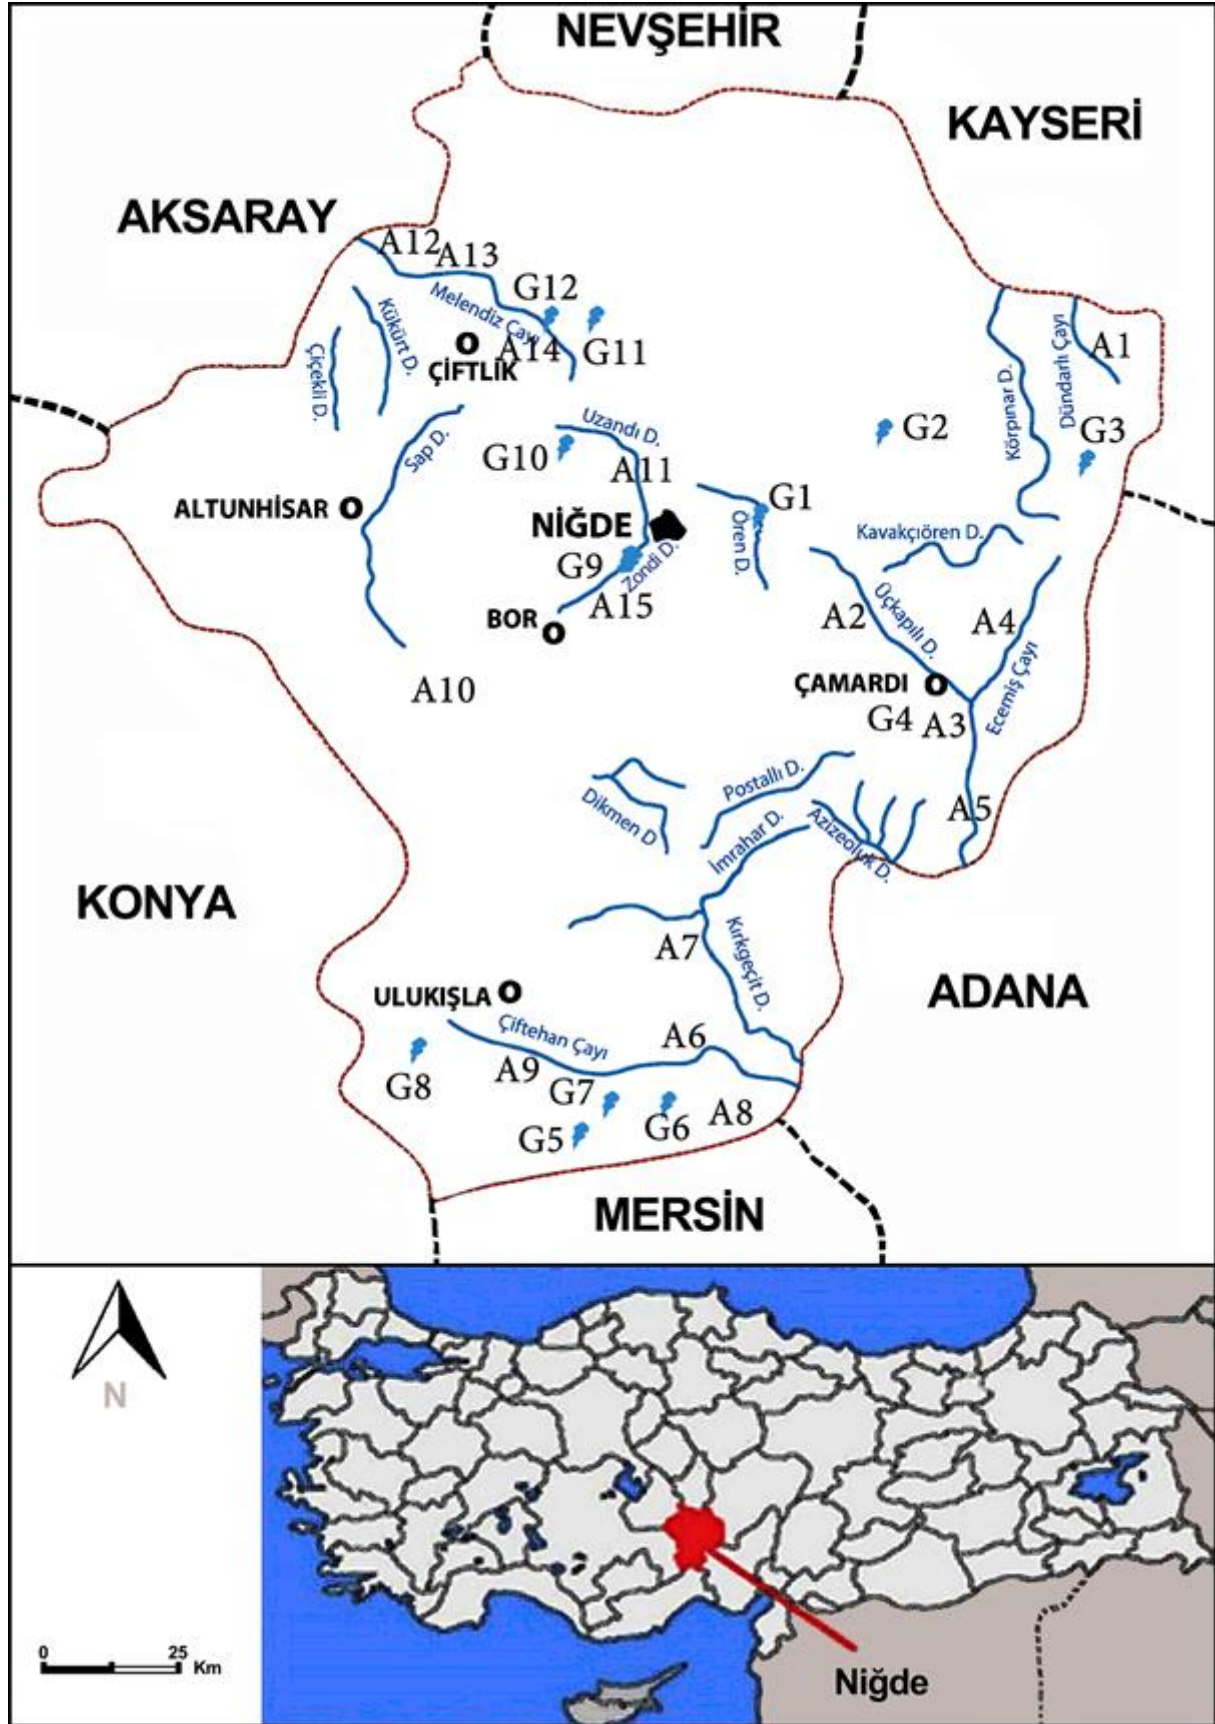 NEVŞEHİR
KAYSERİ
AKSARAY
A12
A13
G12
Melendiz Çayı
Kükürt D.
Çiçekli D.
ÇİFTLİK
A14
G11
Körpınar D.
Dündarlı Çayı
A1
G2
G3
Sap D.
Uzandı D.
G10
A11
ALTUNHİSAR
NİĞDE
G1
Ören D.
Kavakçıören D.
G9
Zondi D.
A15
BOR
A2
Üçkapılı D.
A4
Ecemiş Çayı
ÇAMARDI
A10
G4
A3
Dikmen D
Postallı D.
A5
İmrahar D.
Azizeoluk D.
KONYA
A7
Kırkgeçit D.
ADANA
ULUKIŞLA
Çiftehan Çayı
A6
G8
A9
G7
G5
G6
A8
MERSİN
N
0 25 Km
Niğde